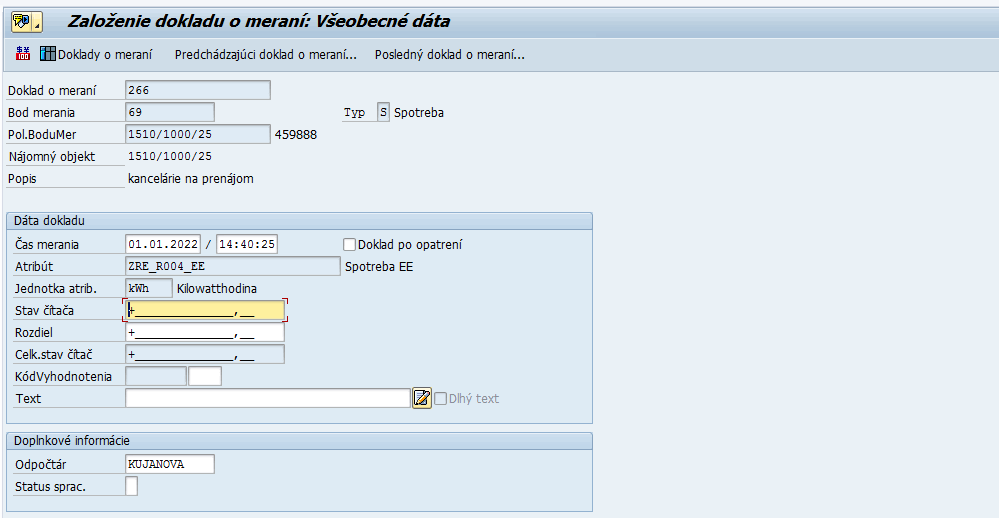 Založenie dokladu o meraní: Všeobecné dáta
Doklady o meraní Predchádzajúci doklad o meraní... Posledný doklad o meraní...
Doklad o meraní 266
Bod merania 69 Typ S Spotreba
Pol.BoduMer 1510/1000/25 459888
Nájomný objekt 1510/1000/25
Popis kancelárie na prenájom
Dáta dokladu
Čas merania 01.01.2022 / 14:40:25 Doklad po opatrení
Atribút ZRE_R004_EE Spotreba EE
Jednotka atrib. kWh Kilowatthodina
Stav čítača +______________,__
Rozdiel +______________,__
Celk.stav čítač +______________,__
KódVyhodnotenia
Text Dlhý text
Doplnkové informácie
Odpočtár KUJANOVA
Status sprac.